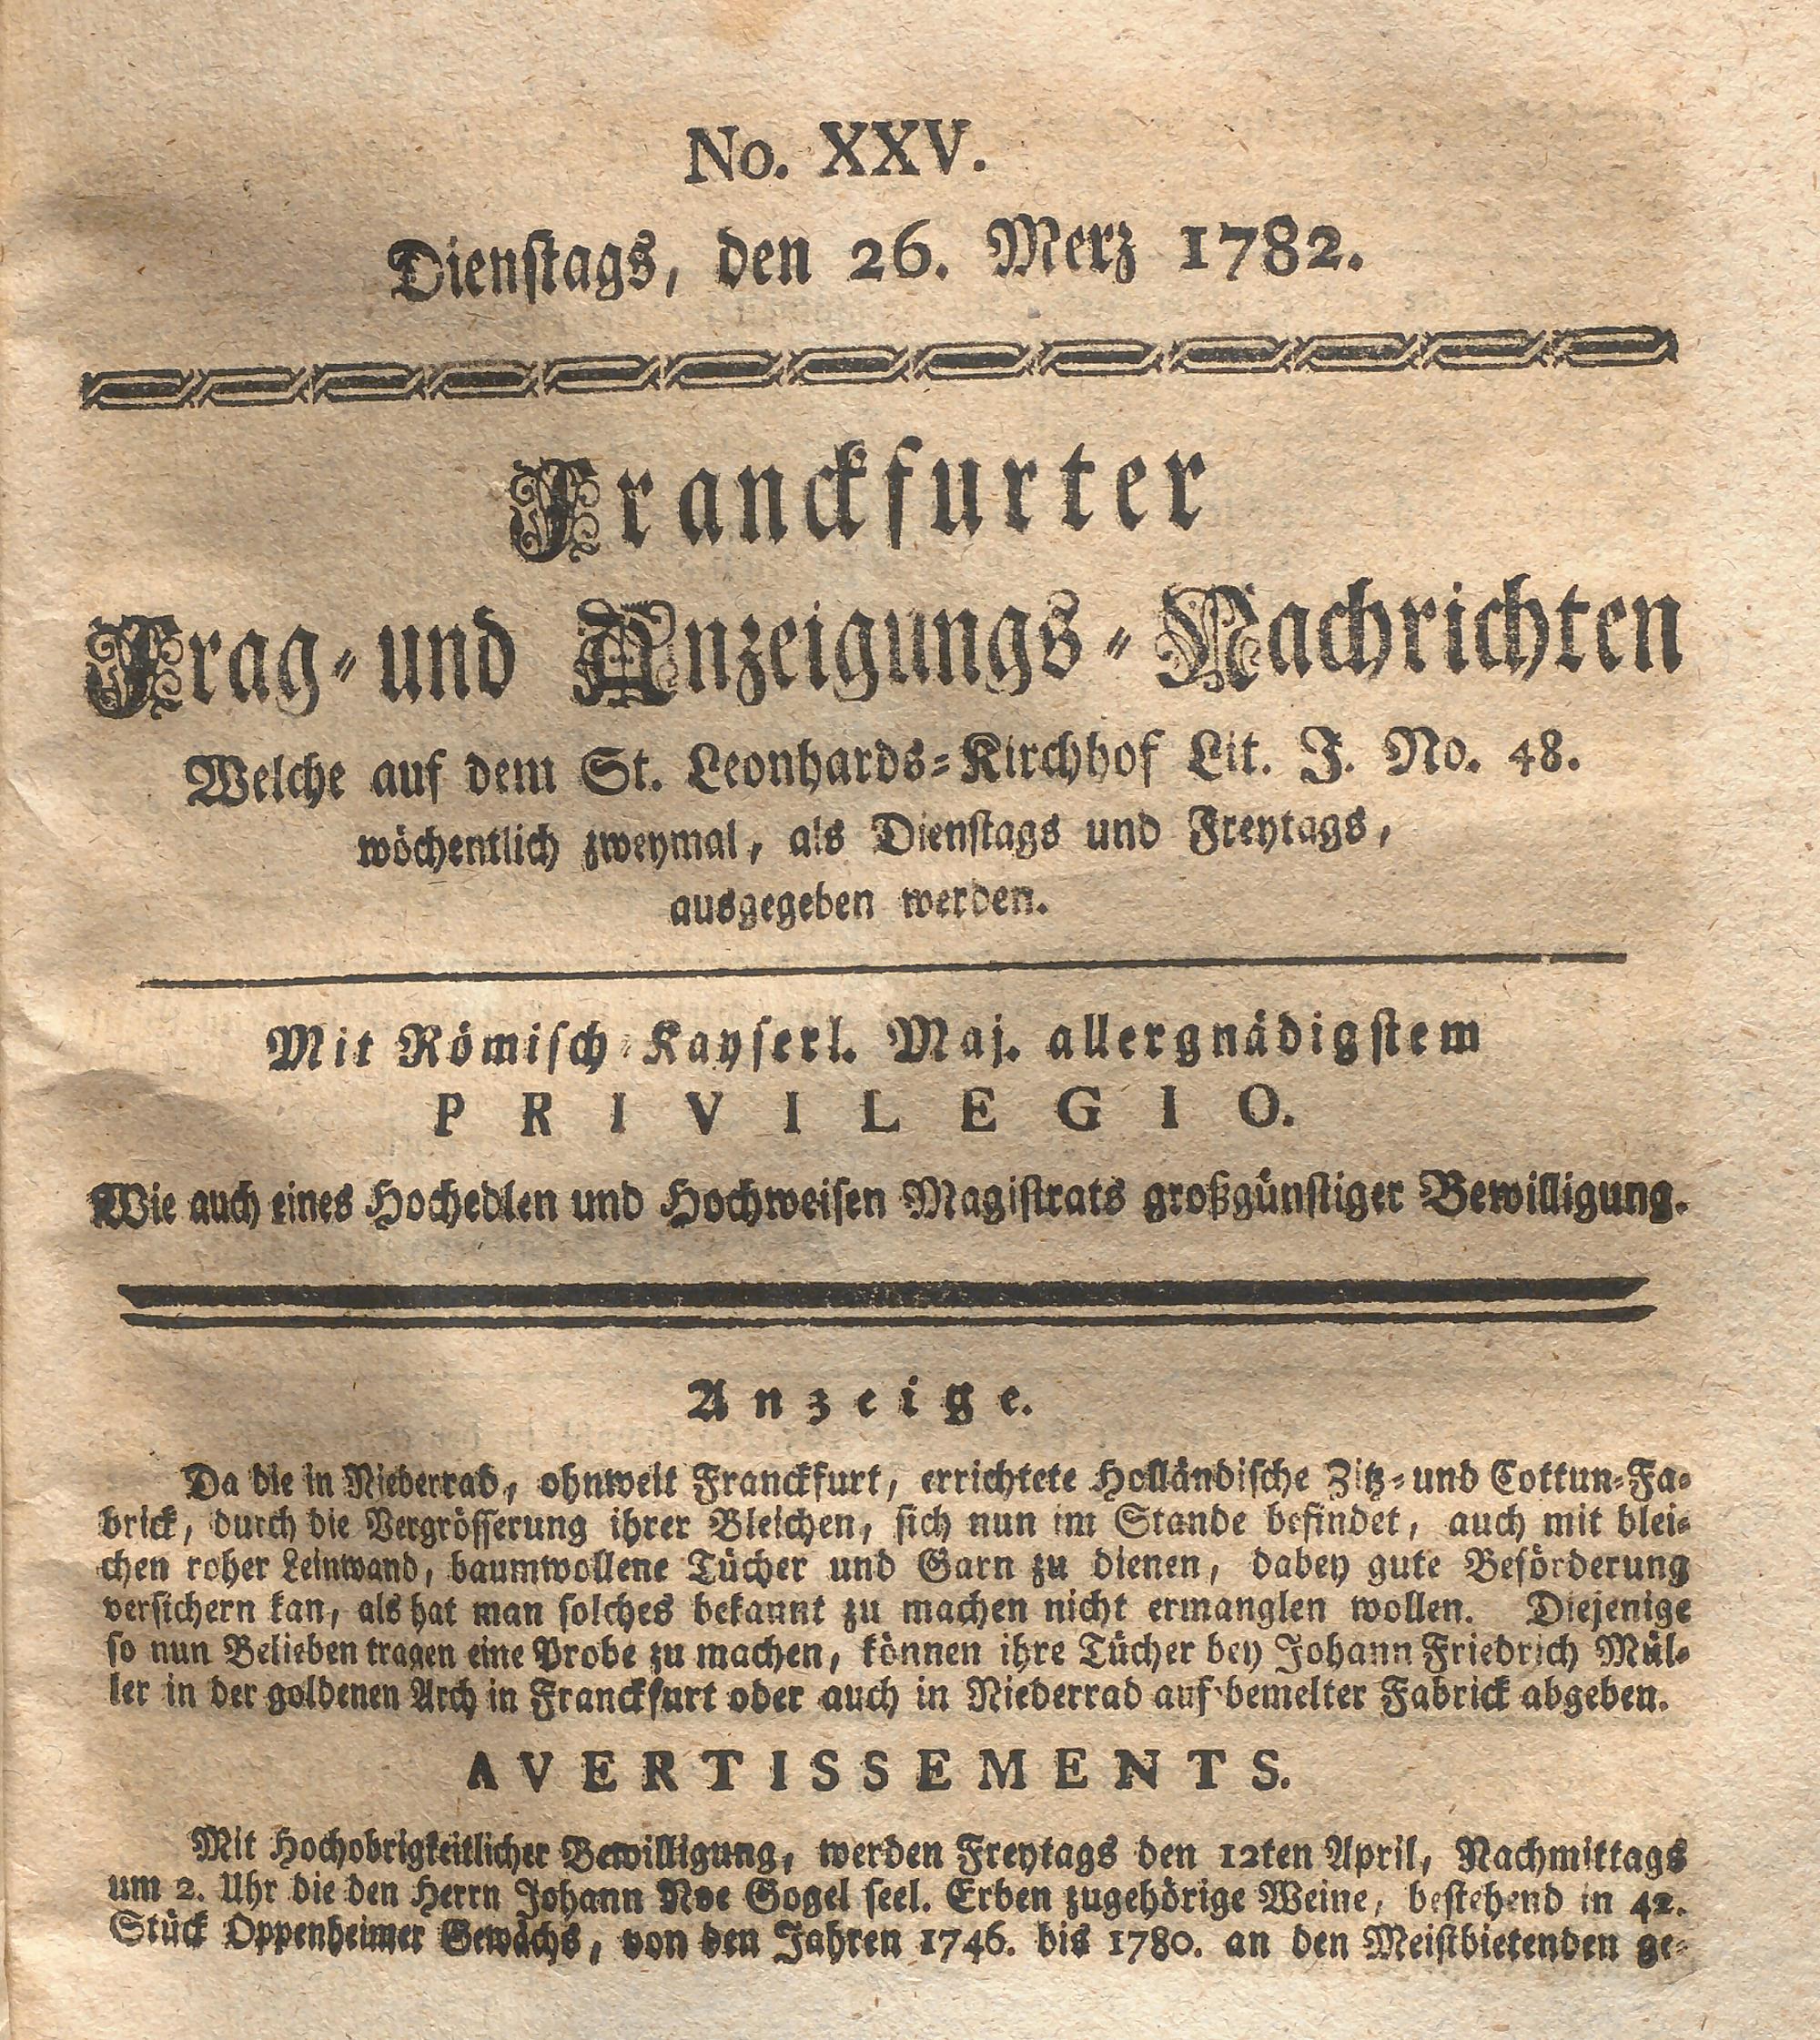 No. XXV.
Dienstags, den 26. Merz 1782.
Franckfurter
Frag- und Anzeigungs-Nachrichten
Welche auf dem St. Leonhards-Kirchhof Lit. J. No. 48.
wöchentlich zweymal, als Dienstags und Freytags,
ausgegeben werden.
Mit Römisch-Kayserl. Maj. allergnädigstem
PRIVILEGIO.
Wie auch eines Hochedlen und Hochweisen Magistrats großgünstiger Bewilligung.
Anzeige.
Da die in Niederrad, ohnweit Franckfurt, errichtete Holländische Zitz- und Cottun-Fa-
brick, durch die Vergrösserung ihrer Bleichen, sich nun im Stande befindet, auch mit blei-
chen roher Leinwand, baumwollene Tücher und Garn zu dienen, dabey gute Beförderung
versichern kan, als hat man solches bekannt zu machen nicht ermanglen wollen. Diejenige
so nun Belieben tragen eine Probe zu machen, können ihre Tücher bey Johann Friedrich Mül-
ler in der goldenen Arch in Franckfurt oder auch in Niederrad auf bemelter Fabrick abgeben.
AVERTISSEMENTS.
Mit Hochobrigkeitlicher Bewilligung, werden Freytags den 12ten April, Nachmittags
um 2. Uhr die den Herrn Johann Noe Gogel seel. Erben zugehörige Weine, bestehend in 42.
Stück Oppenheimer Gewächs, von den Jahren 1746. bis 1780. an den Meistbietenden ge-